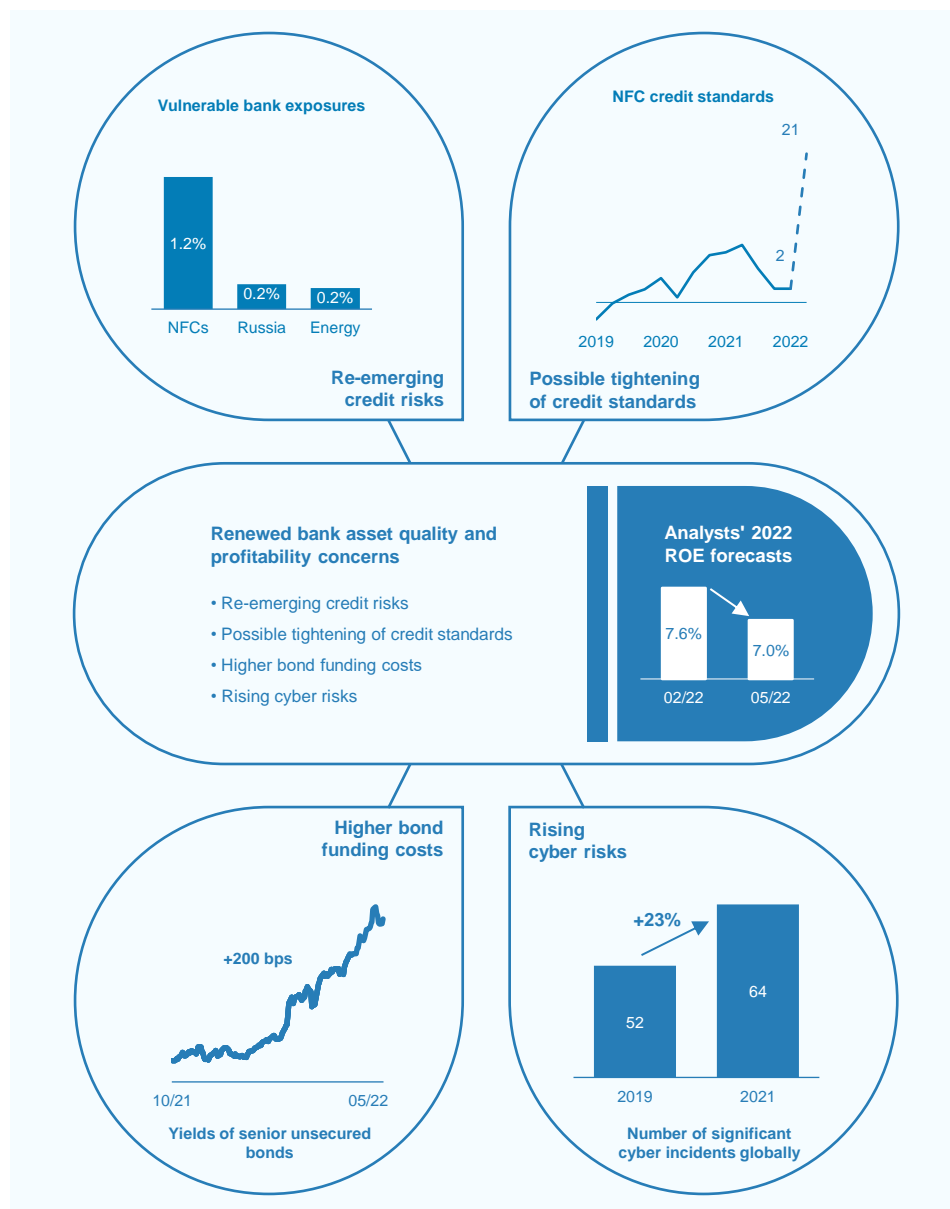 Vulnerable bank exposures
1.2%
0.2%
0.2%
NFCs
Russia
Energy
Re-emerging
credit risks
NFC credit standards
21
2
2019
2020
2021
2022
Possible tightening
of credit standards
Renewed bank asset quality and
profitability concerns
• Re-emerging credit risks
• Possible tightening of credit standards
• Higher bond funding costs
• Rising cyber risks
Analysts' 2022
ROE forecasts
7.6%
7.0%
02/22
05/22
Higher bond
funding costs
+200 bps
10/21
05/22
Yields of senior unsecured
bonds
Rising
cyber risks
+23%
52
64
2019
2021
Number of significant
cyber incidents globally